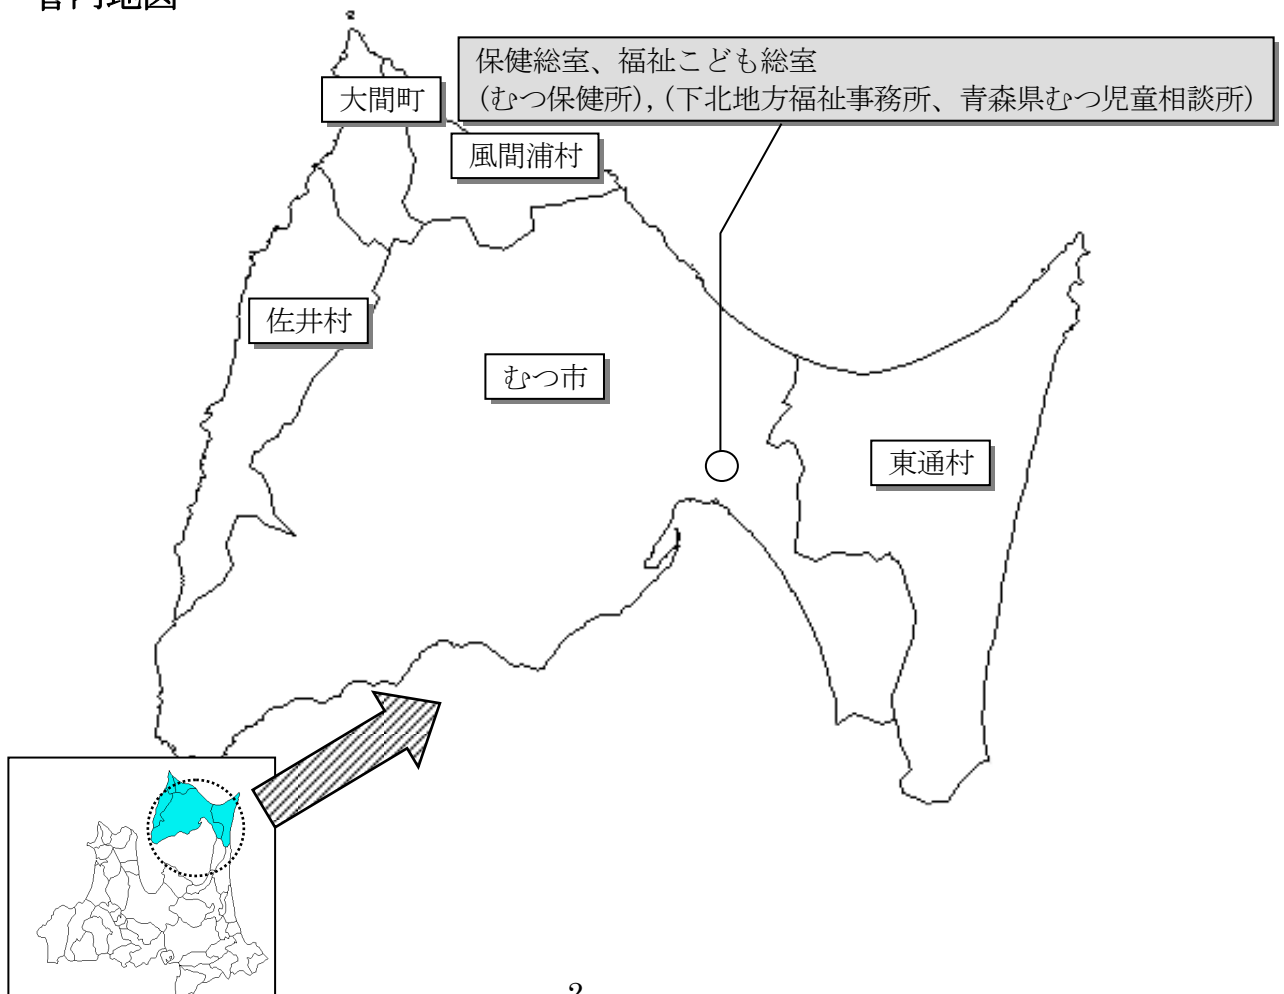 管内地図
保健総室、福祉こども総室
(むつ保健所),(下北地方福祉事務所、青森県むつ児童相談所)
大間町
風間浦村
佐井村
むつ市
東通村
2